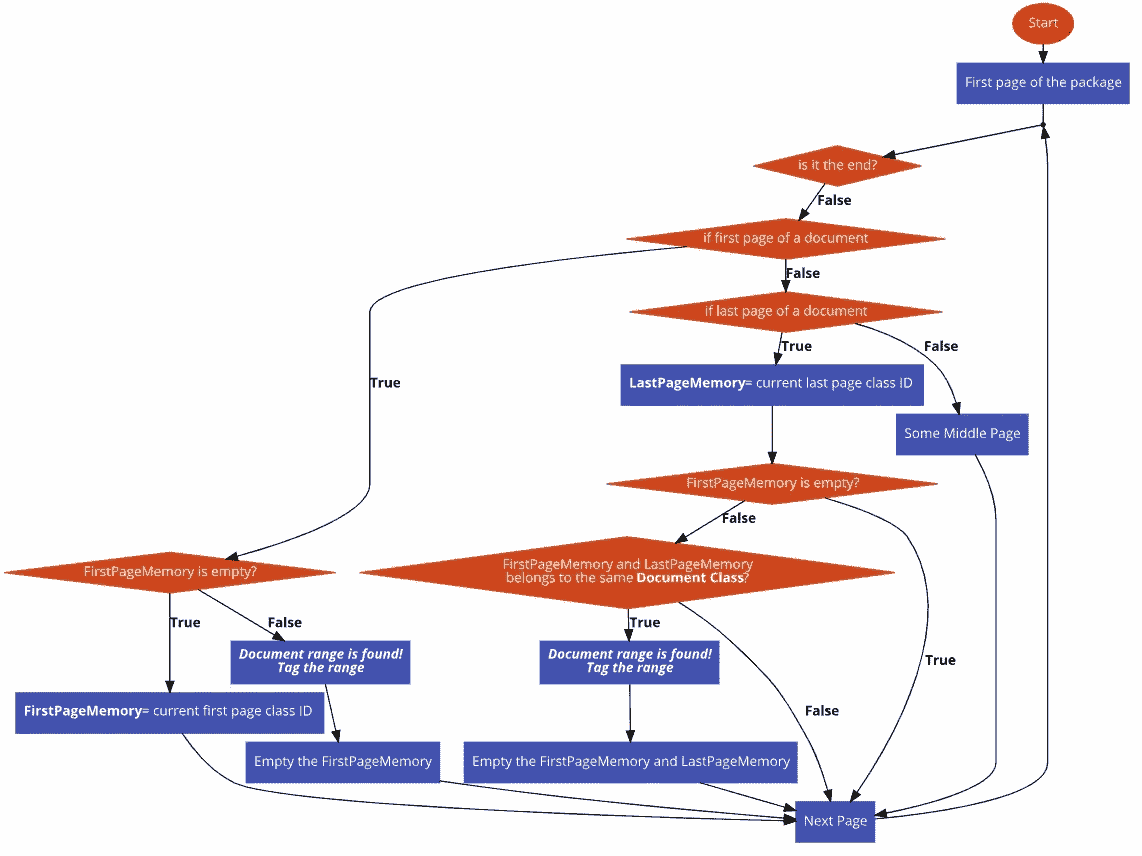 Start
First page of the package
is it the end?
False
if first page of a document
False
if last page of a document
True
False
True
LastPageMemory= current last page class ID
Some Middle Page
FirstPageMemory is empty?
False
FirstPageMemory is empty?
FirstPageMemory and LastPageMemory
belongs to the same Document Class?
True
False
True
Document range is found!
Tag the range
Document range is found!
Tag the range
True
FirstPageMemory= current first page class ID
False
Empty the FirstPageMemory
Empty the FirstPageMemory and LastPageMemory
Next Page